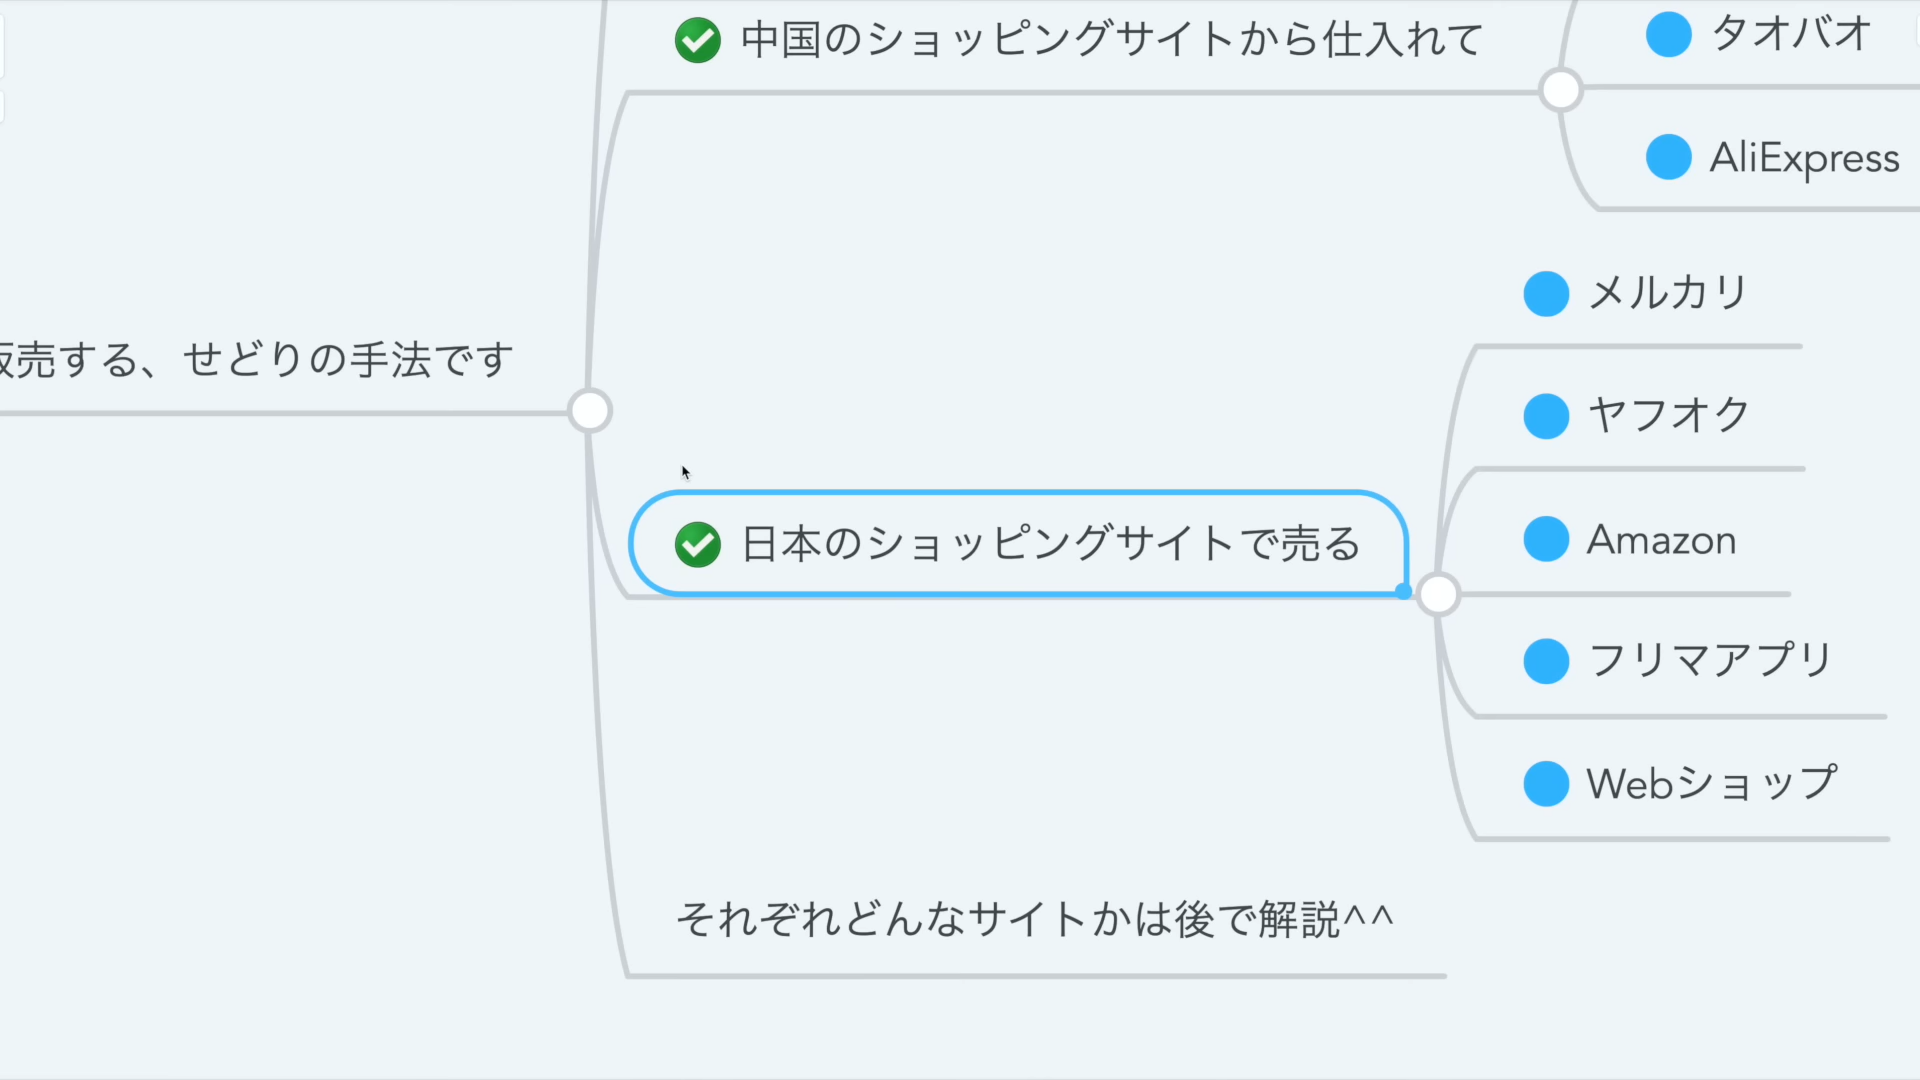 中国のショッピングサイトから仕入れて
タオバオ
AliExpress
売する、せどりの手法です
日本のショッピングサイトで売る
メルカリ
ヤフオク
Amazon
フリマアプリ
Webショップ
それぞれどんなサイトかは後で解説^^